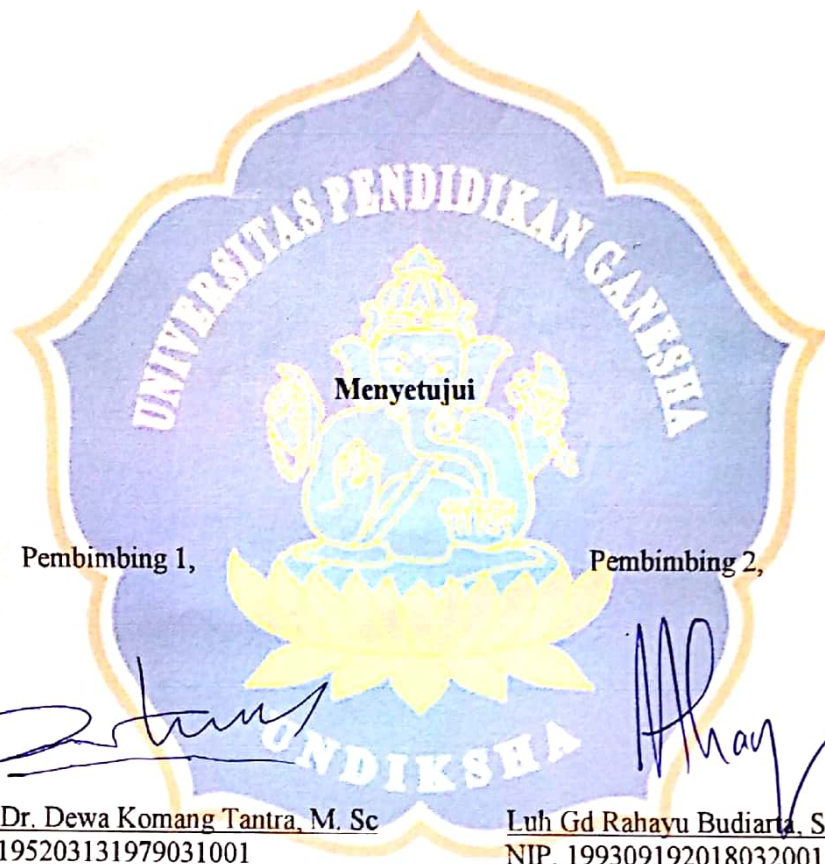 UNIVERSITAS PENDIDIKAN GANESHA
Menyetujui
Pembimbing 1,
Pembimbing 2,
UNDIKSHA
Dr. Dewa Komang Tantra, M. Sc
Luh Gd Rahayu Budiarta, S
195203131979031001
NIP. 199309192018032001